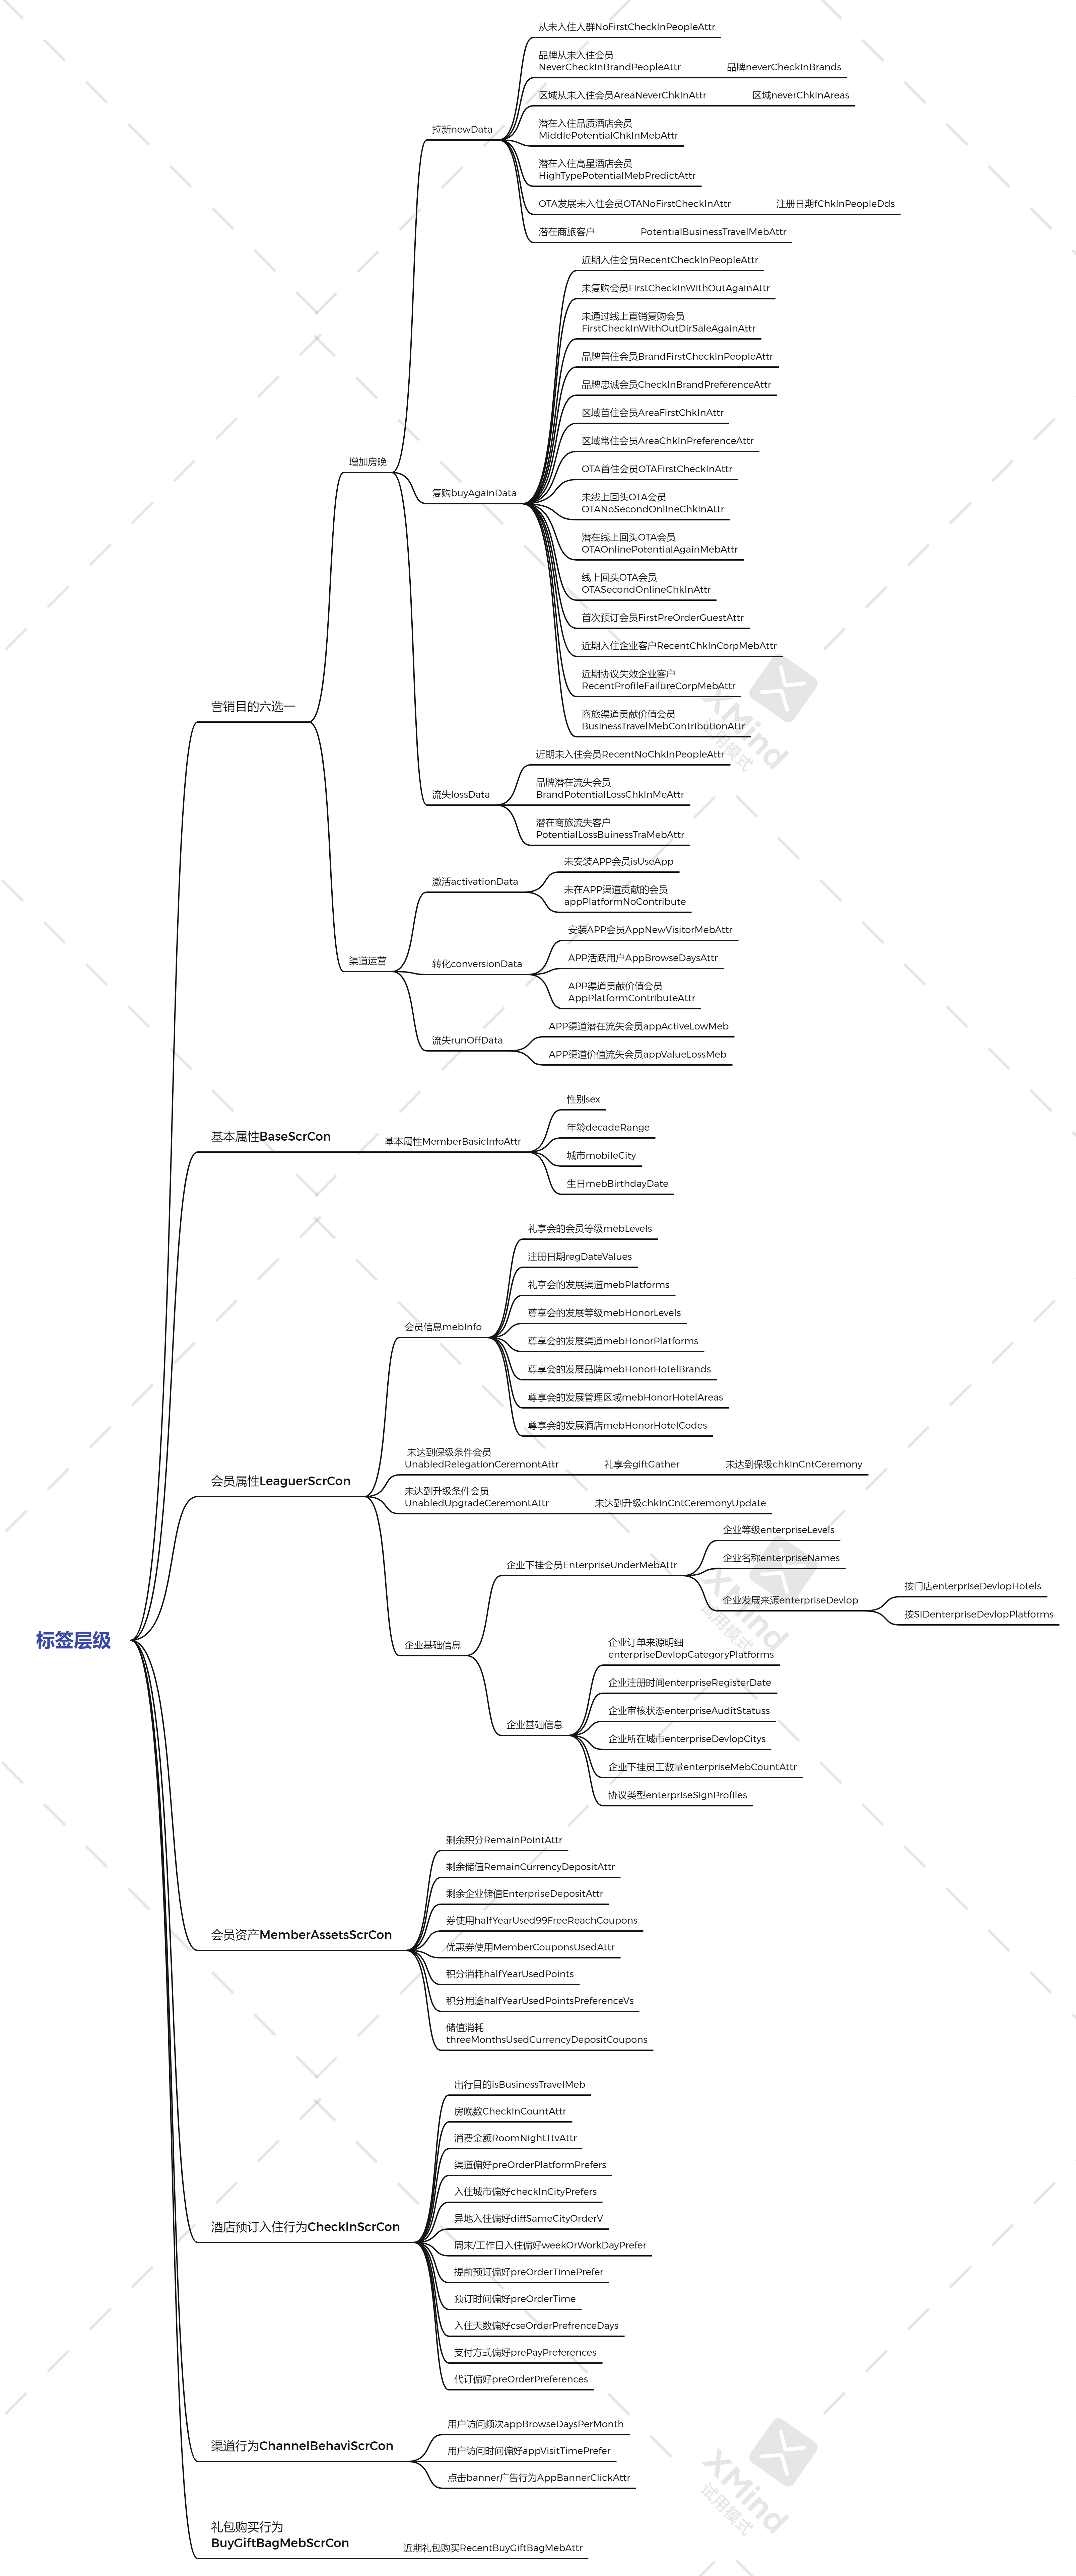 从未入住人群NoFirstCheckInPeopleAttr
品牌从未入住会员
NeverCheckInBrandPeopleAttr
品牌neverCheckInBrands
区域从未入住会员AreaNeverChkInAttr
区域neverChkInAreas
潜在入住品质酒店会员
MiddlePotentialChkInMebAttr
拉新newData
潜在入住高星酒店会员
HighTypePotentialMebPredictAttr
OTA发展未入住会员OTANoFirstCheckInAttr
注册日期fChkInPeopleDds
潜在商旅客户
PotentialBusinessTravelMebAttr
近期入住会员RecentCheckInPeopleAttr
未复购会员FirstCheckInWithOutAgainAttr
未通过线上直销复购会员
FirstCheckInWithOutDirSaleAgainAttr
品牌首住会员BrandFirstCheckInPeopleAttr
品牌忠诚会员CheckInBrandPreferenceAttr
区域首住会员AreaFirstChkInAttr
区域常住会员AreaChkInPreferenceAttr
增加房晚
OTA首住会员OTAFirstCheckInAttr
复购buyAgainData
未线上回头OTA会员
OTANoSecondOnlineChkInAttr
潜在线上回头OTA会员
OTAOnlinePotentialAgainMebAttr
线上回头OTA会员
OTASecondOnlineChkInAttr
首次预订会员FirstPreOrderGuestAttr
近期入住企业客户RecentChkInCorpMebAttr
近期协议失效企业客户
RecentProfileFailureCorpMebAttr
商旅渠道贡献价值会员
BusinessTravelMebContributionAttr
营销目的六选一
近期未入住会员RecentNoChkInPeopleAttr
品牌潜在流失会员
BrandPotentialLossChkInMeAttr
流失lossData
潜在商旅流失客户
PotentialLossBuinessTraMebAttr
未安装APP会员isUseApp
激活activationData
未在APP渠道贡献的会员
appPlatformNoContribute
安装APP会员AppNewVisitorMebAttr
渠道运营
转化conversionData
APP活跃用户AppBrowseDaysAttr
APP渠道贡献价值会员
AppPlatformContributeAttr
APP渠道潜在流失会员appActiveLowMeb
流失runOffData
APP渠道价值流失会员appValueLossMeb
性别sex
年龄decadeRange
基本属性BaseScrCon
基本属性MemberBasicInfoAttr
城市mobileCity
生日mebBirthdayDate
礼享会的会员等级mebLevels
注册日期regDateValues
礼享会的发展渠道mebPlatforms
尊享会的发展等级mebHonorLevels
会员信息mebInfo
尊享会的发展渠道mebHonorPlatforms
尊享会的发展品牌mebHonorHotelBrands
尊享会的发展管理区域mebHonorHotelAreas
尊享会的发展酒店mebHonorHotelCodes
未达到保级条件会员
UnabledRelegationCeremontAttr
礼享会giftGather
未达到保级chkInCntCeremony
会员属性LeaguerScrCon
未达到升级条件会员
UnabledUpgradeCeremontAttr
未达到升级chkInCntCeremonyUpdate
企业等级enterpriseLevels
企业下挂会员EnterpriseUnderMebAttr
企业名称enterpriseNames
企业发展来源enterpriseDevlop
按门店enterpriseDevlopHotels
按SIDenterpriseDevlopPlatforms
标签层级
企业基础信息
企业订单来源明细
enterpriseDevlopCategoryPlatforms
企业注册时间enterpriseRegisterDate
企业审核状态enterpriseAuditStatuss
企业基础信息
企业所在城市enterpriseDevlopCitys
企业下挂员工数量enterpriseMebCountAttr
协议类型enterpriseSignProfiles
剩余积分RemainPointAttr
剩余储值RemainCurrencyDepositAttr
剩余企业储值EnterpriseDepositAttr
券使用halfYearUsed99FreeReachCoupons
会员资产MemberAssetsScrCon
优惠券使用MemberCouponsUsedAttr
积分消耗halfYearUsedPoints
积分用途halfYearUsedPointsPreferenceVs
储值消耗
threeMonthsUsedCurrencyDepositCoupons
出行目的isBusinessTravelMeb
房晚数CheckInCountAttr
消费金额RoomNightTtvAttr
渠道偏好preOrderPlatformPrefers
入住城市偏好checkInCityPrefers
异地入住偏好diffSameCityOrderV
酒店预订入住行为CheckInScrCon
周末/工作日入住偏好weekOrWorkDayPrefer
提前预订偏好preOrderTimePrefer
预订时间偏好preOrderTime
入住天数偏好cseOrderPrefrenceDays
支付方式偏好prePayPreferences
代订偏好preOrderPreferences
用户访问频次appBrowseDaysPerMonth
渠道行为ChannelBehaviScrCon
用户访问时间偏好appVisitTimePrefer
点击banner广告行为AppBannerClickAttr
礼包购买行为
BuyGiftBagMebScrCon
近期礼包购买RecentBuyGiftBagMebAttr
XMind
试用模式
XMind
试用模式
XMind
试用模式